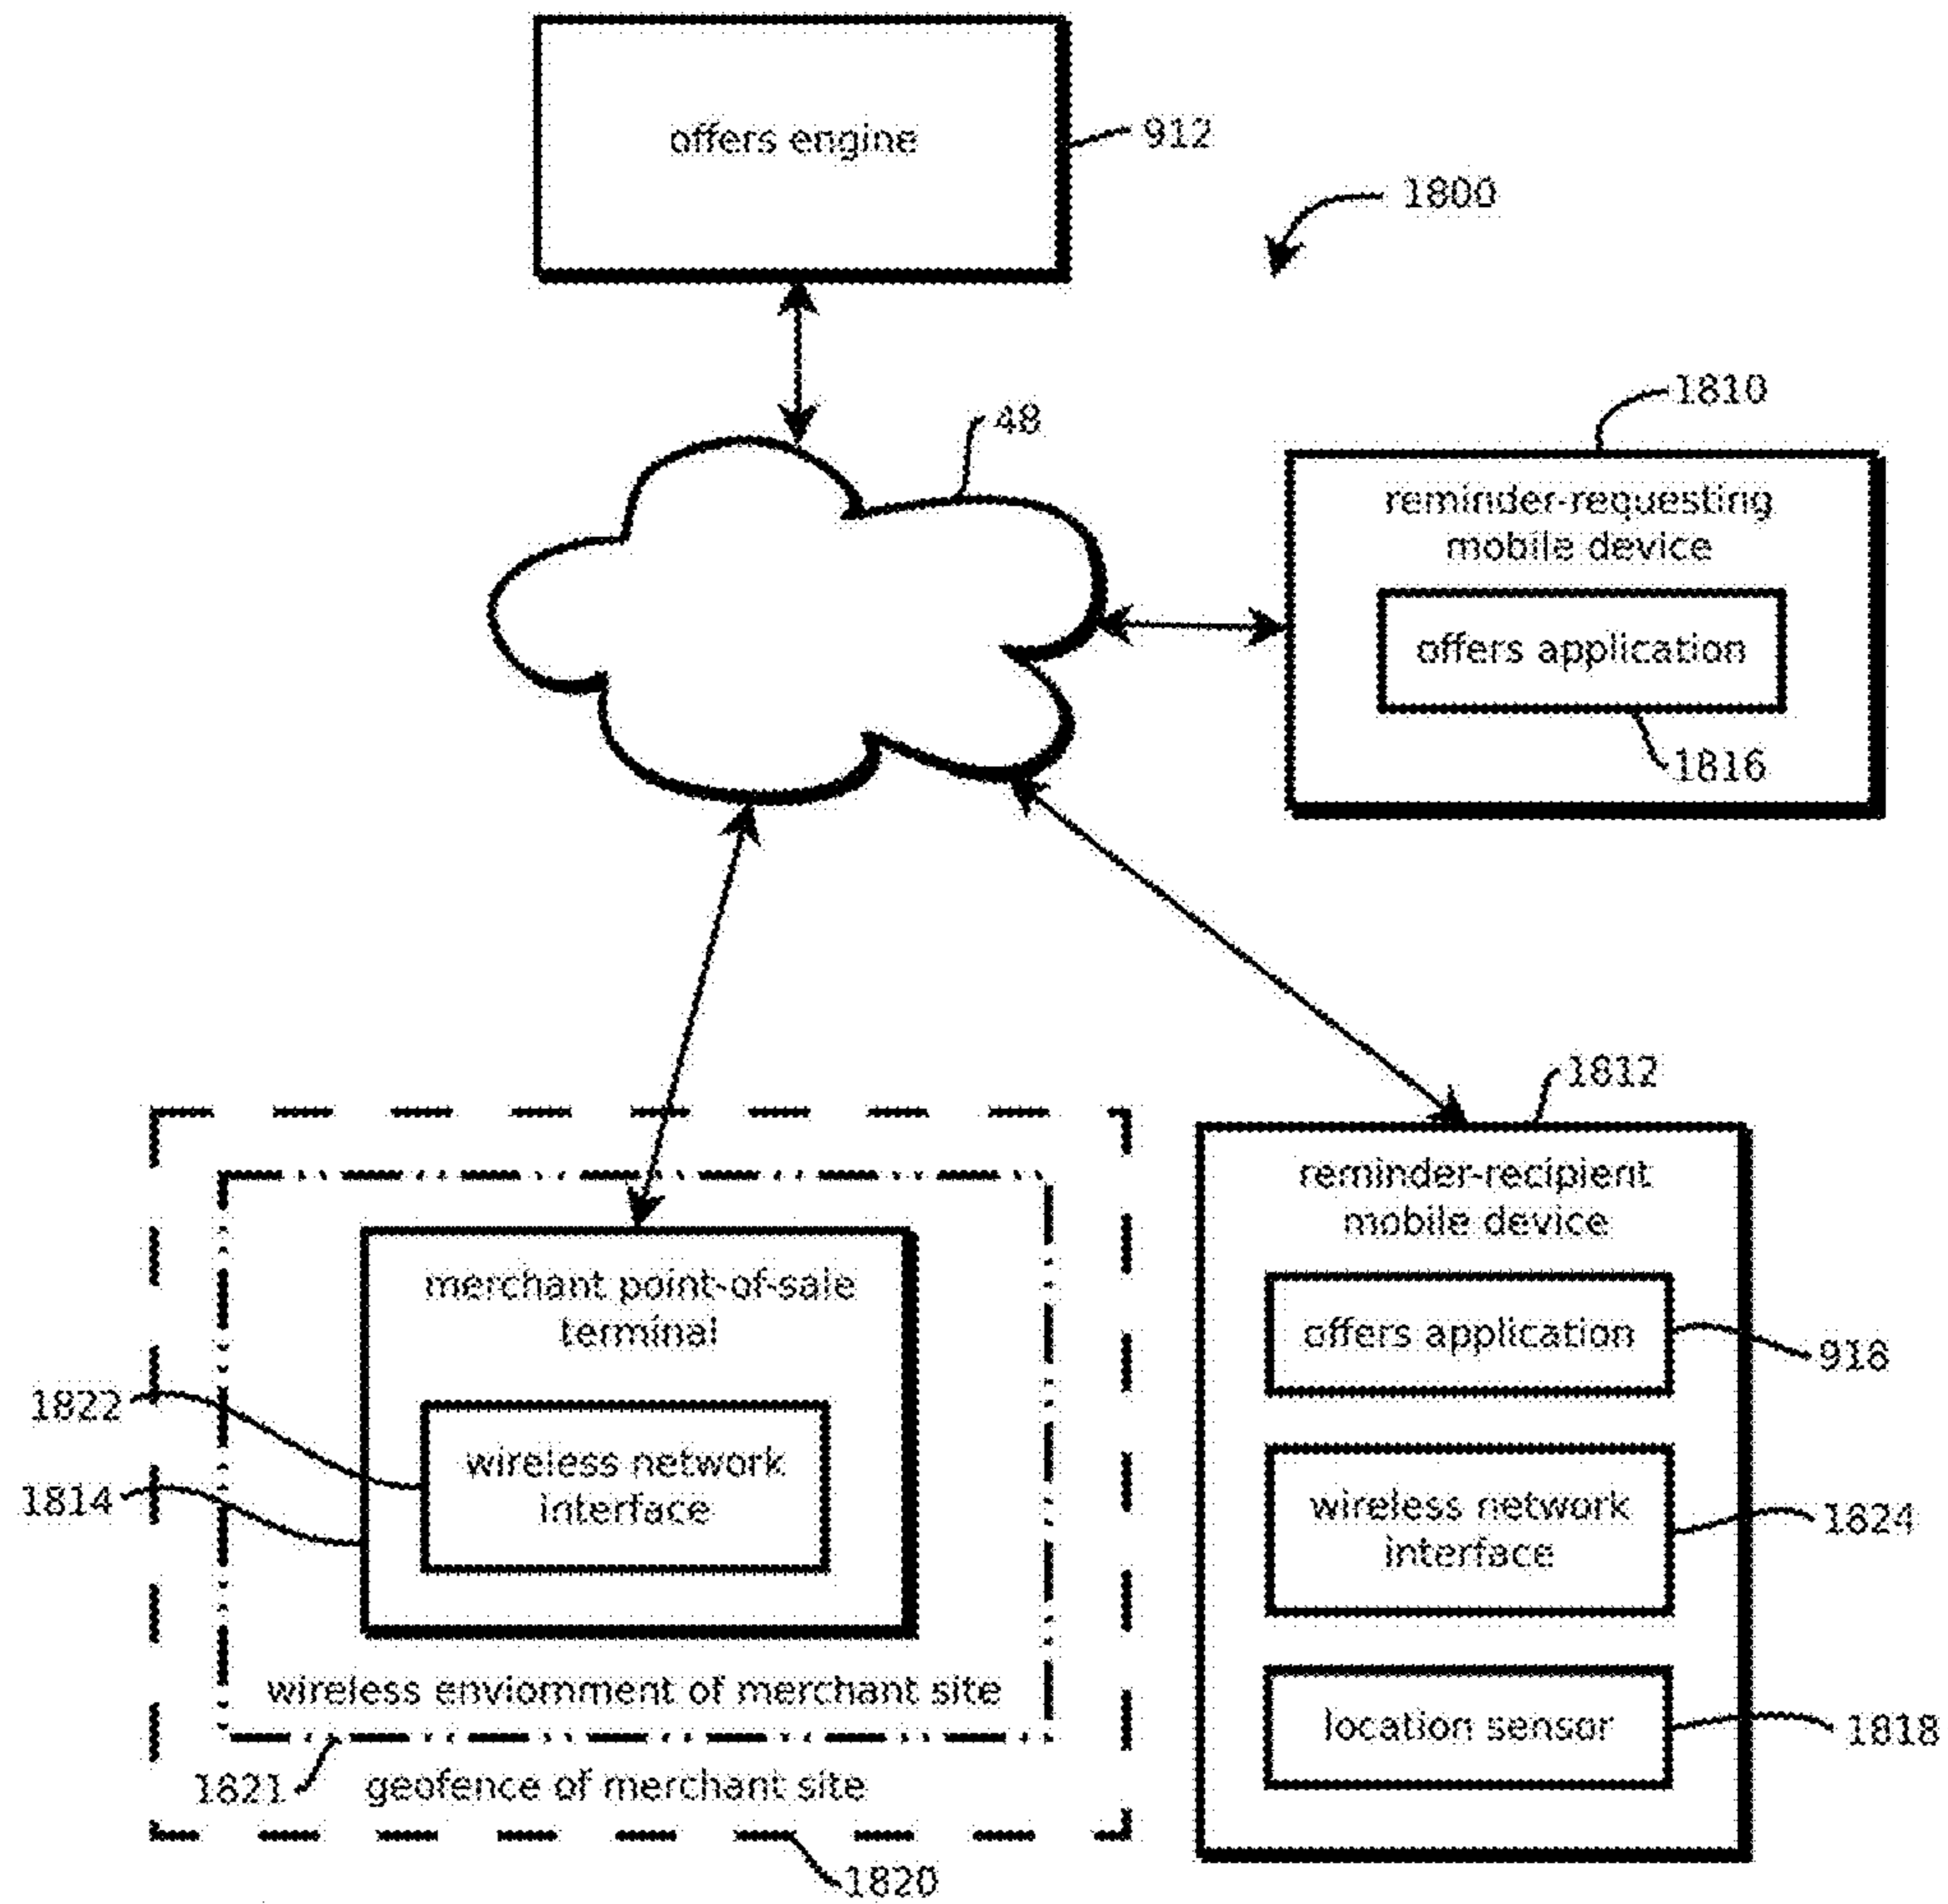 offers engine
912
1800
48
1810
reminder-requesting
mobile device
offers application
1816
1812
reminder-recipient
mobile device
offers application
918
wireless network
interface
1824
location sensor
1818
merchant point-of-sale
terminal
1822
wireless network
interface
1814
wireless enviornment of merchant site
1821
geofence of merchant site
1820